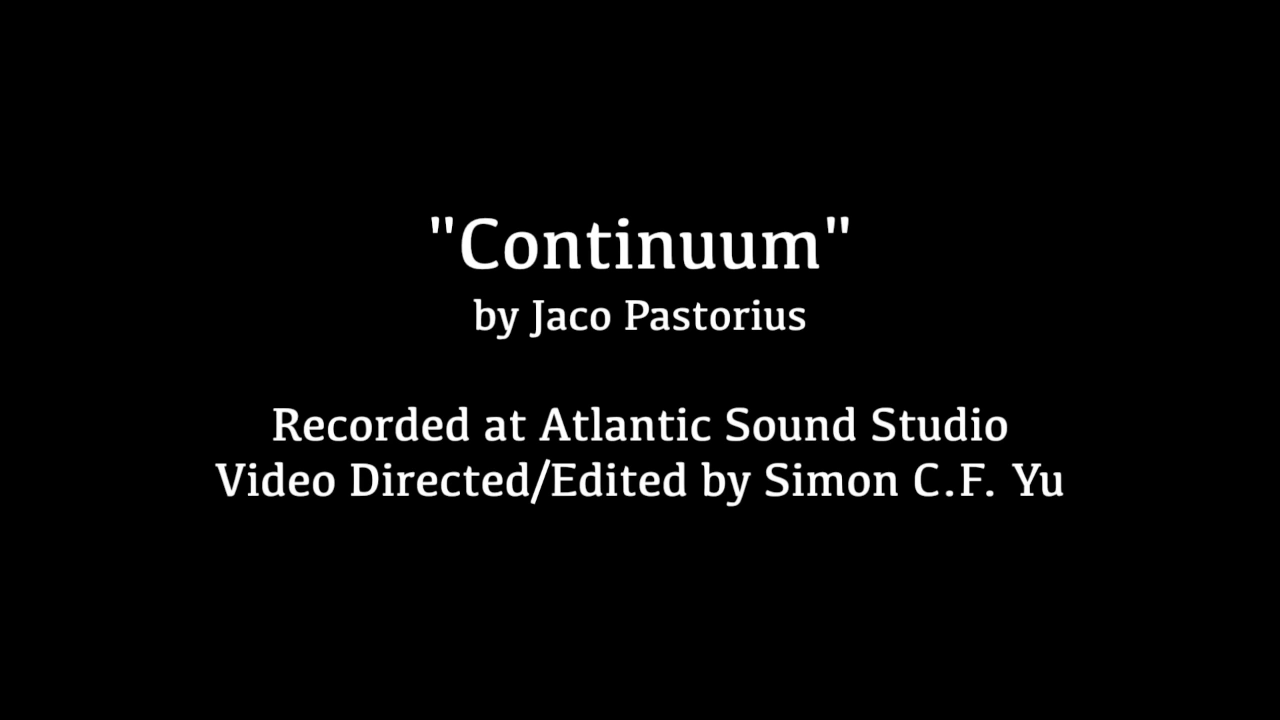 "Continuum"
by Jaco Pastorius
Recorded at Atlantic Sound Studio
Video Directed/Edited by Simon C.F. Yu